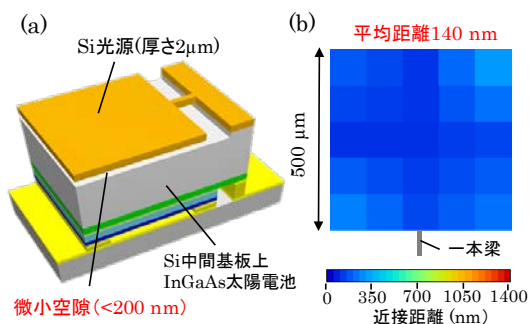 (a)
Si光源(厚さ2μm)
Si中間基板上
InGaAs太陽電池
微小空隙(<200 nm)
(b)
平均距離140 nm
500 μm
一本梁
0 350 700 1050 1400
近接距離 (nm)